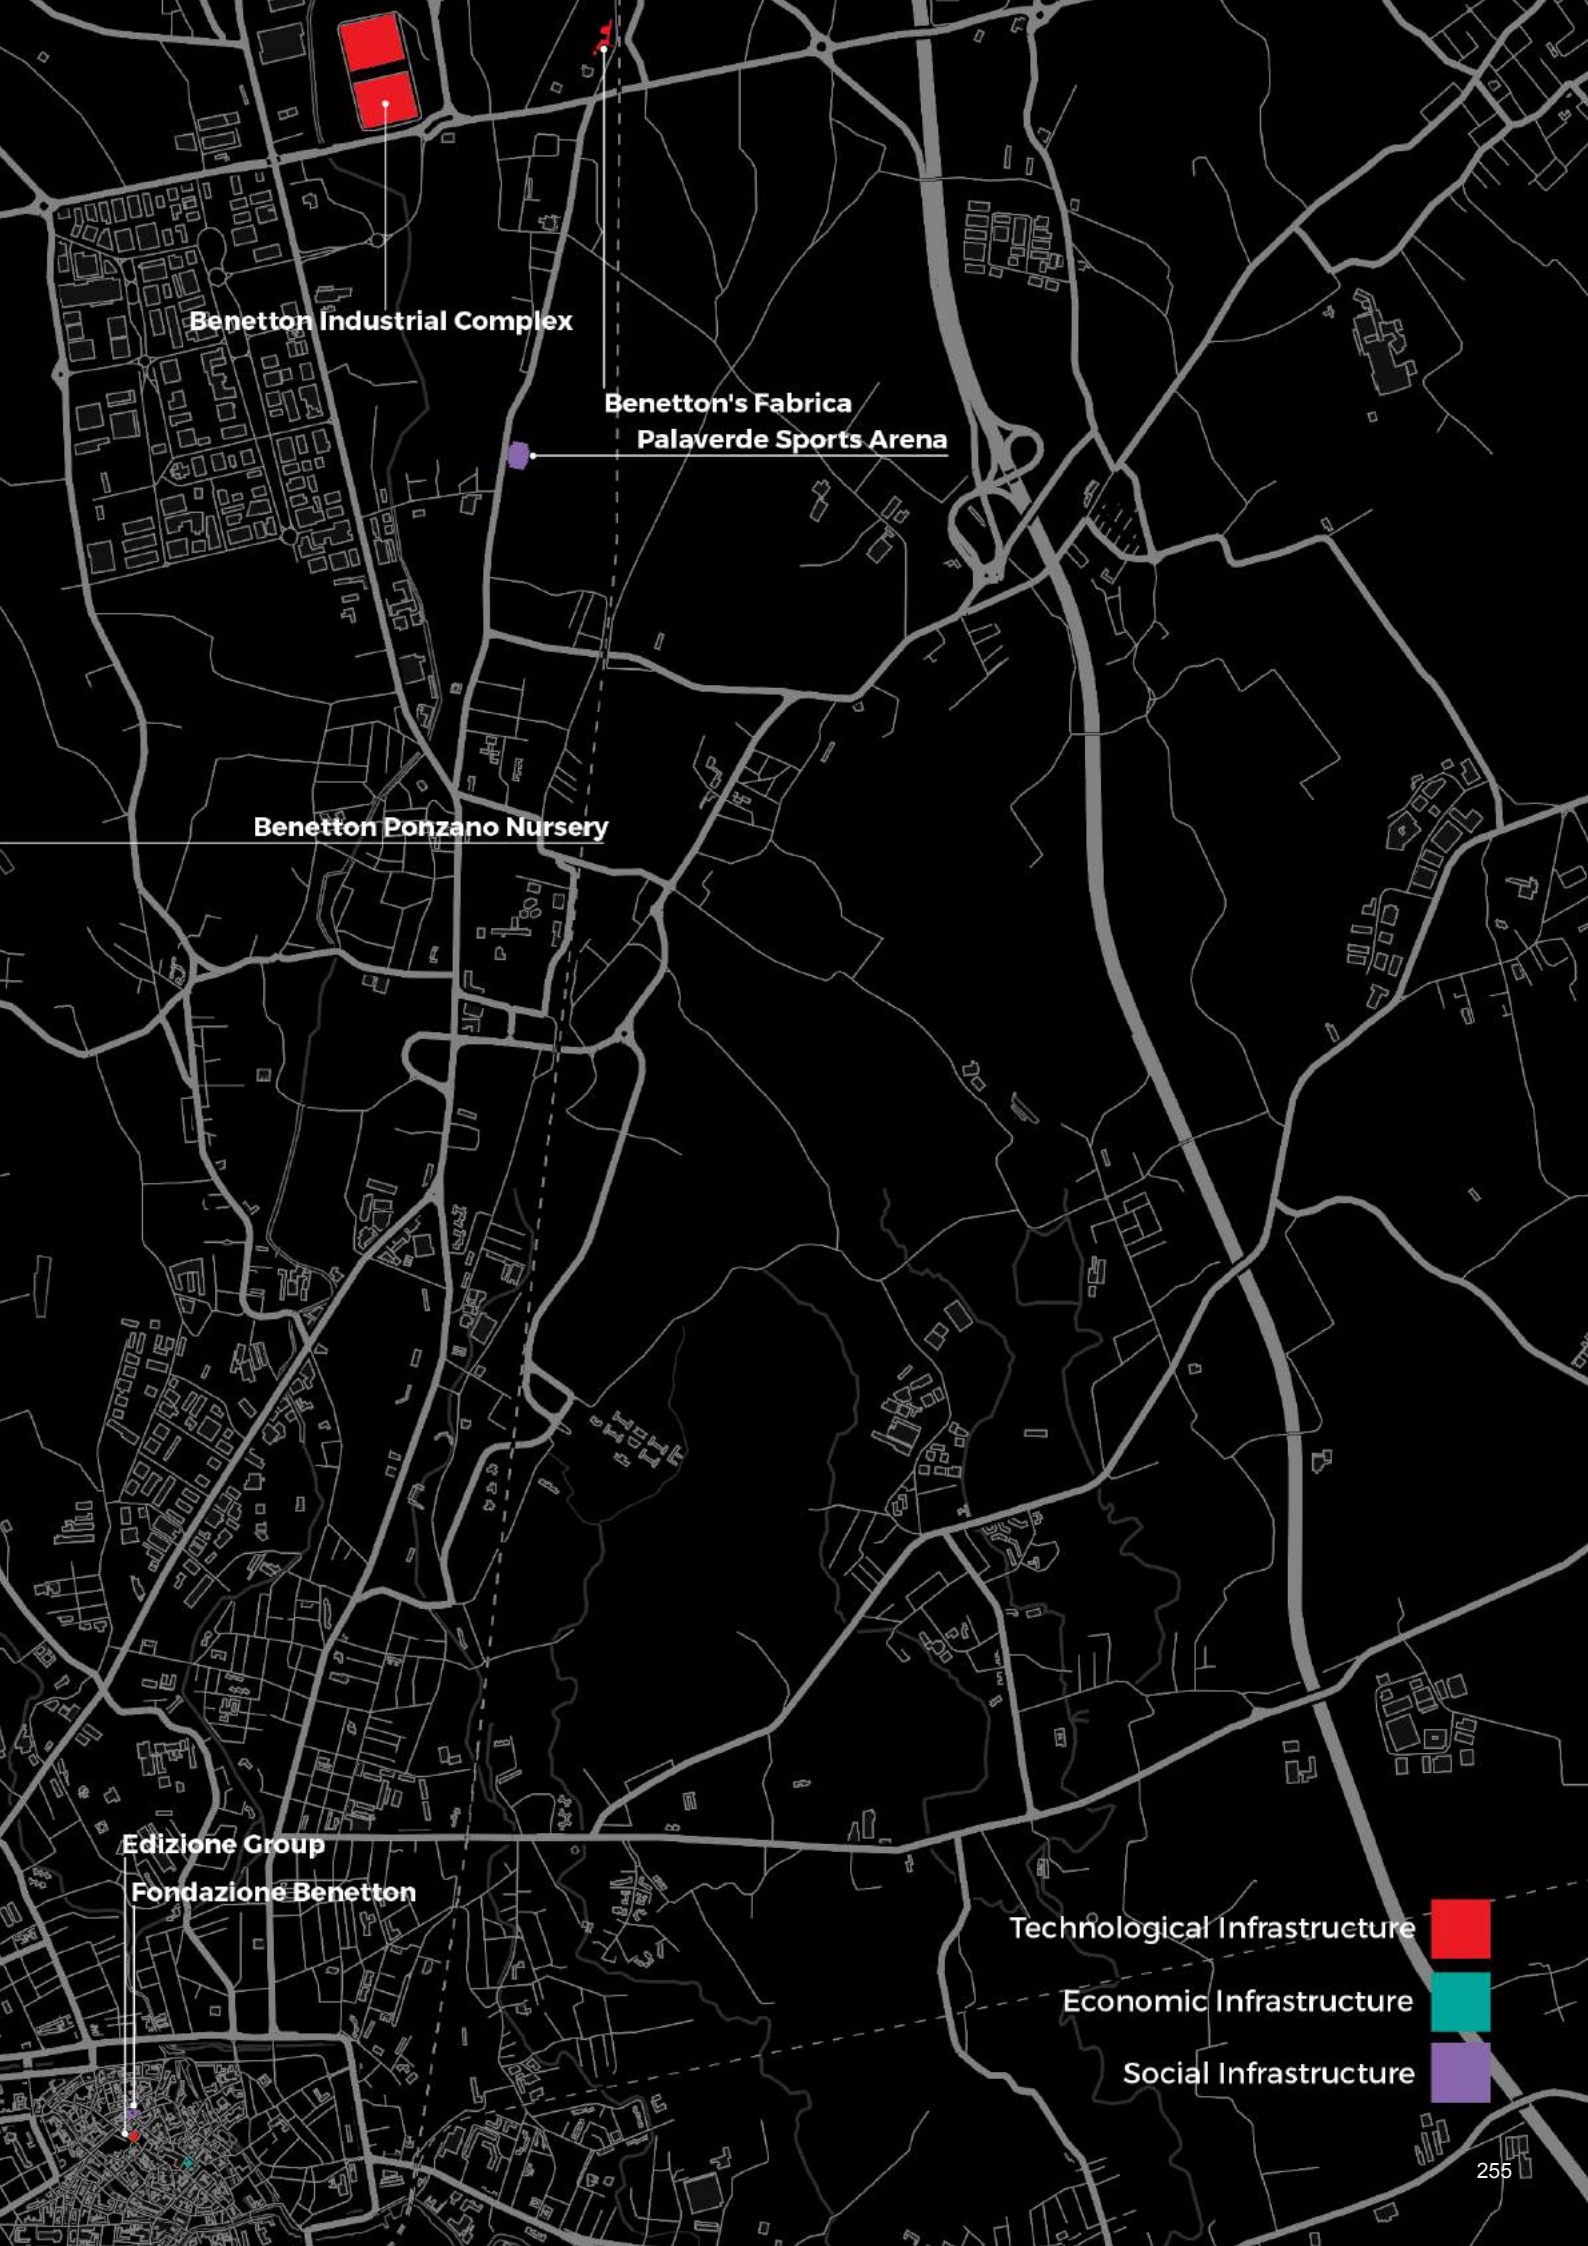 Benetton Industrial Complex
Benetton's Fabrica
Palaverde Sports Arena
Benetton Ponzano Nursery
Edizione Group
Fondazione Benetton
Technological Infrastructure
Economic Infrastructure
Social Infrastructure
255